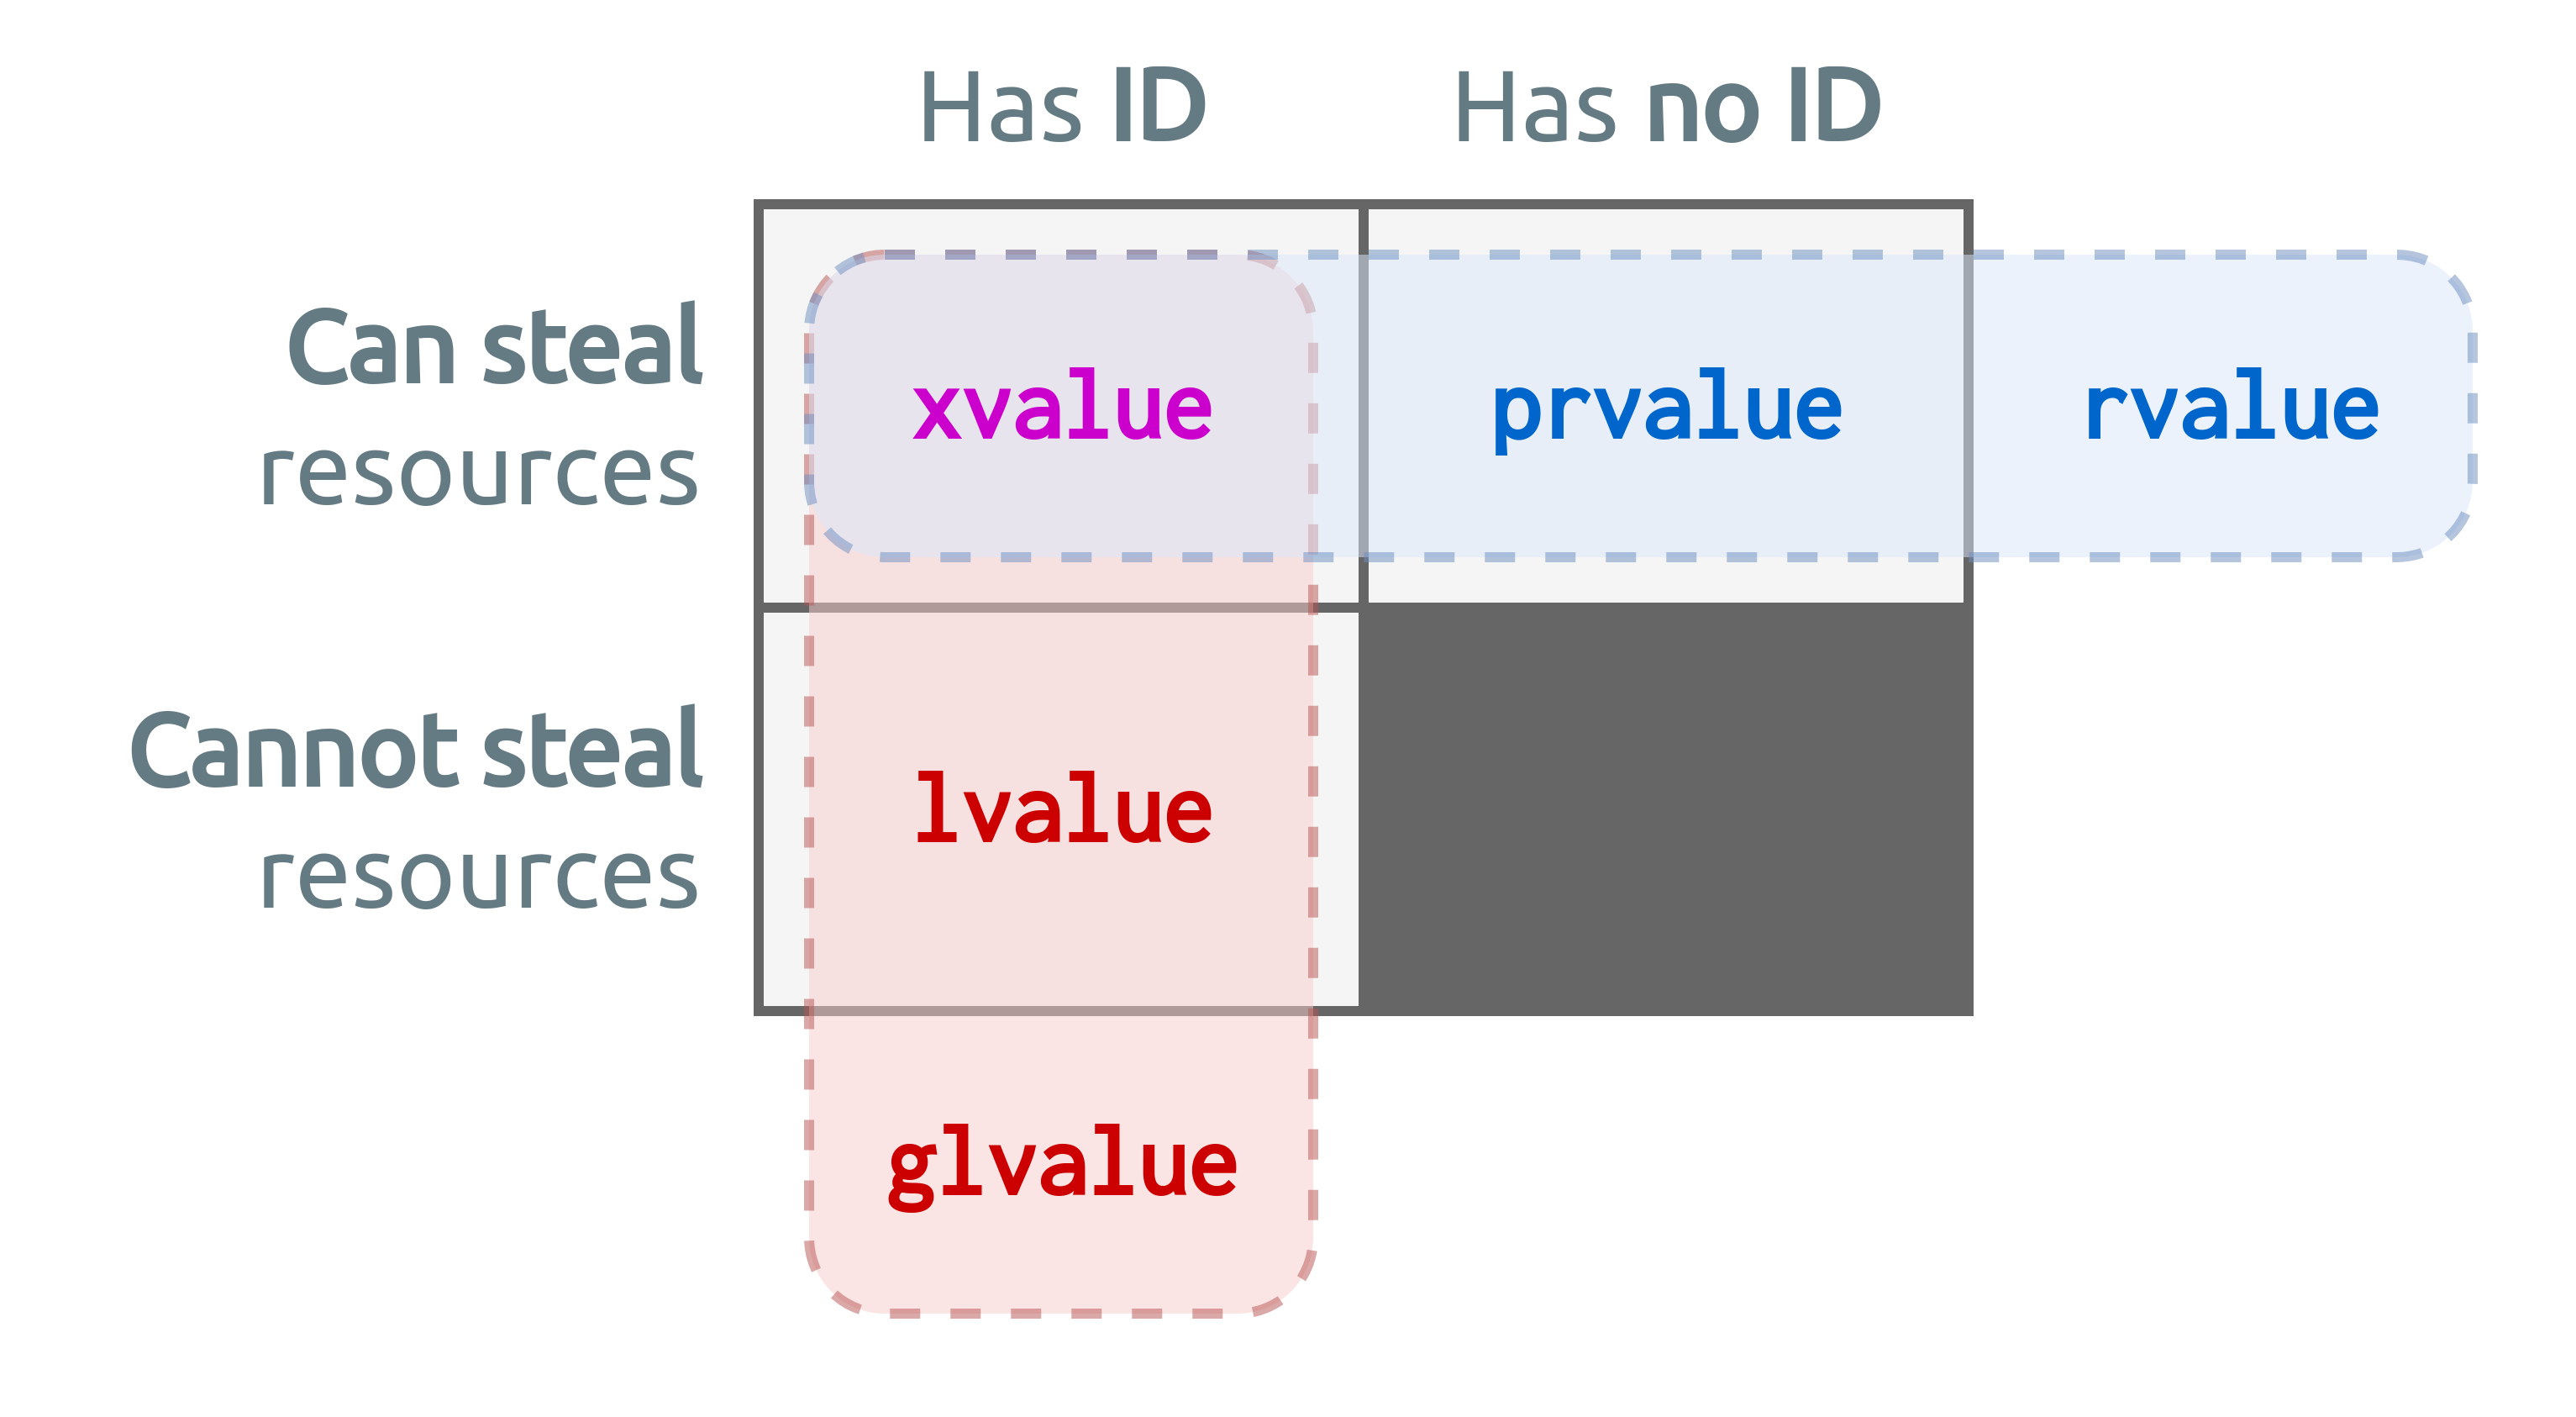 Has ID
Has no ID
Can steal
resources
xvalue
prvalue
rvalue
Cannot steal
resources
lvalue
glvalue